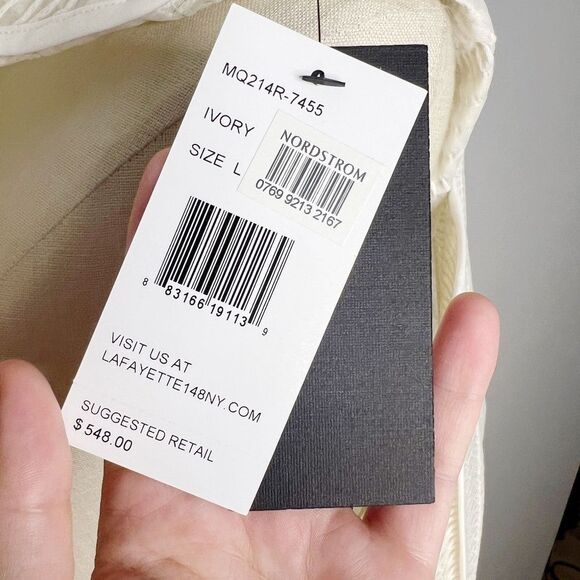 MQ214R-7455
IVORY
SIZE L
NORDSTROM
0769 9213 2167
8 83166 19113 9
VISIT US AT
LAFAYETTE148NY.COM
SUGGESTED RETAIL
$548.00